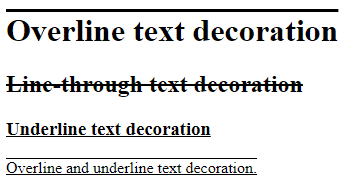 Overline text decoration
Line-through text decoration
Underline text decoration
Overline and underline text decoration.